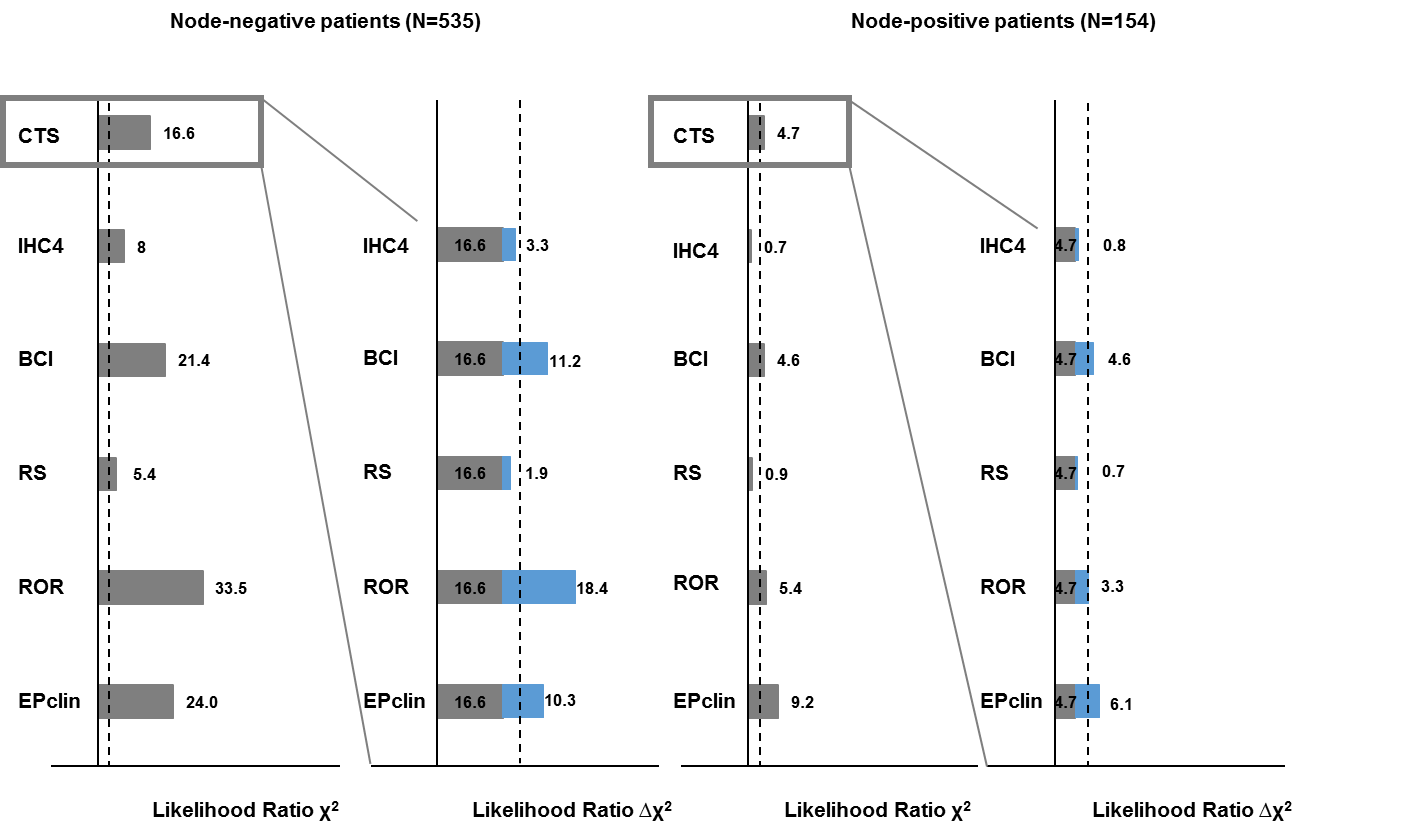 Node-negative patients (N=535)
Node-positive patients (N=154)
CTS 16.6
IHC4 8
BCI 21.4
RS 5.4
ROR 33.5
EPclin 24.0
Likelihood Ratio χ²
IHC4 16.6 3.3
BCI 16.6 11.2
RS 16.6 1.9
ROR 16.6 18.4
EPclin 16.6 10.3
Likelihood Ratio Δχ²
CTS 4.7
IHC4 0.7
BCI 4.6
RS 0.9
ROR 5.4
EPclin 9.2
Likelihood Ratio χ²
IHC4 4.7 0.8
BCI 4.7 4.6
RS 4.7 0.7
ROR 4.7 3.3
EPclin 4.7 6.1
Likelihood Ratio Δχ²